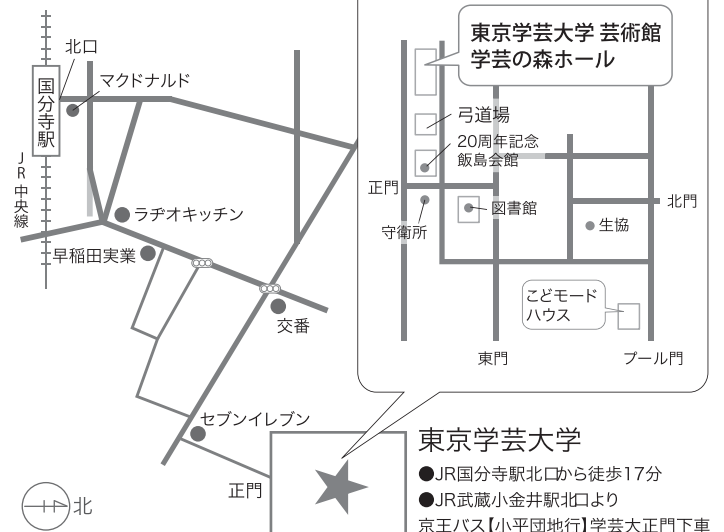 北口
国分寺駅
マクドナルド
JR中央線
ラヂオキッチン
早稲田実業
交番
セブンイレブン
正門
北
東京学芸大学 芸術館
学芸の森ホール
弓道場
20周年記念
飯島会館
正門
守衛所
図書館
北門
生協
こどモード
ハウス
東門
プール門
東京学芸大学
●JR国分寺駅北口から徒歩17分
●JR武蔵小金井駅北口より
京王バス【小平団地行】学芸大正門下車